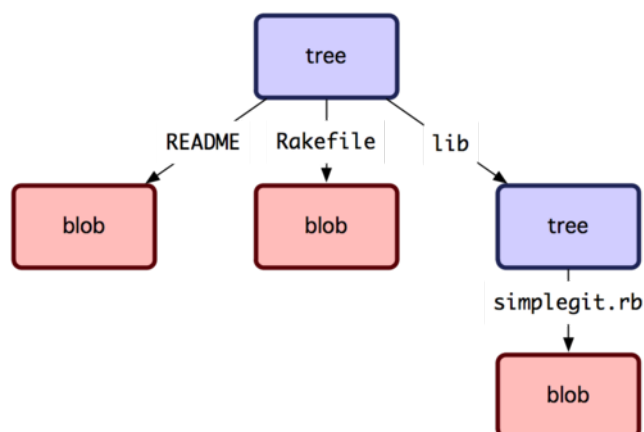 tree
README
Rakefile
lib
blob
blob
tree
simplegit.rb
blob